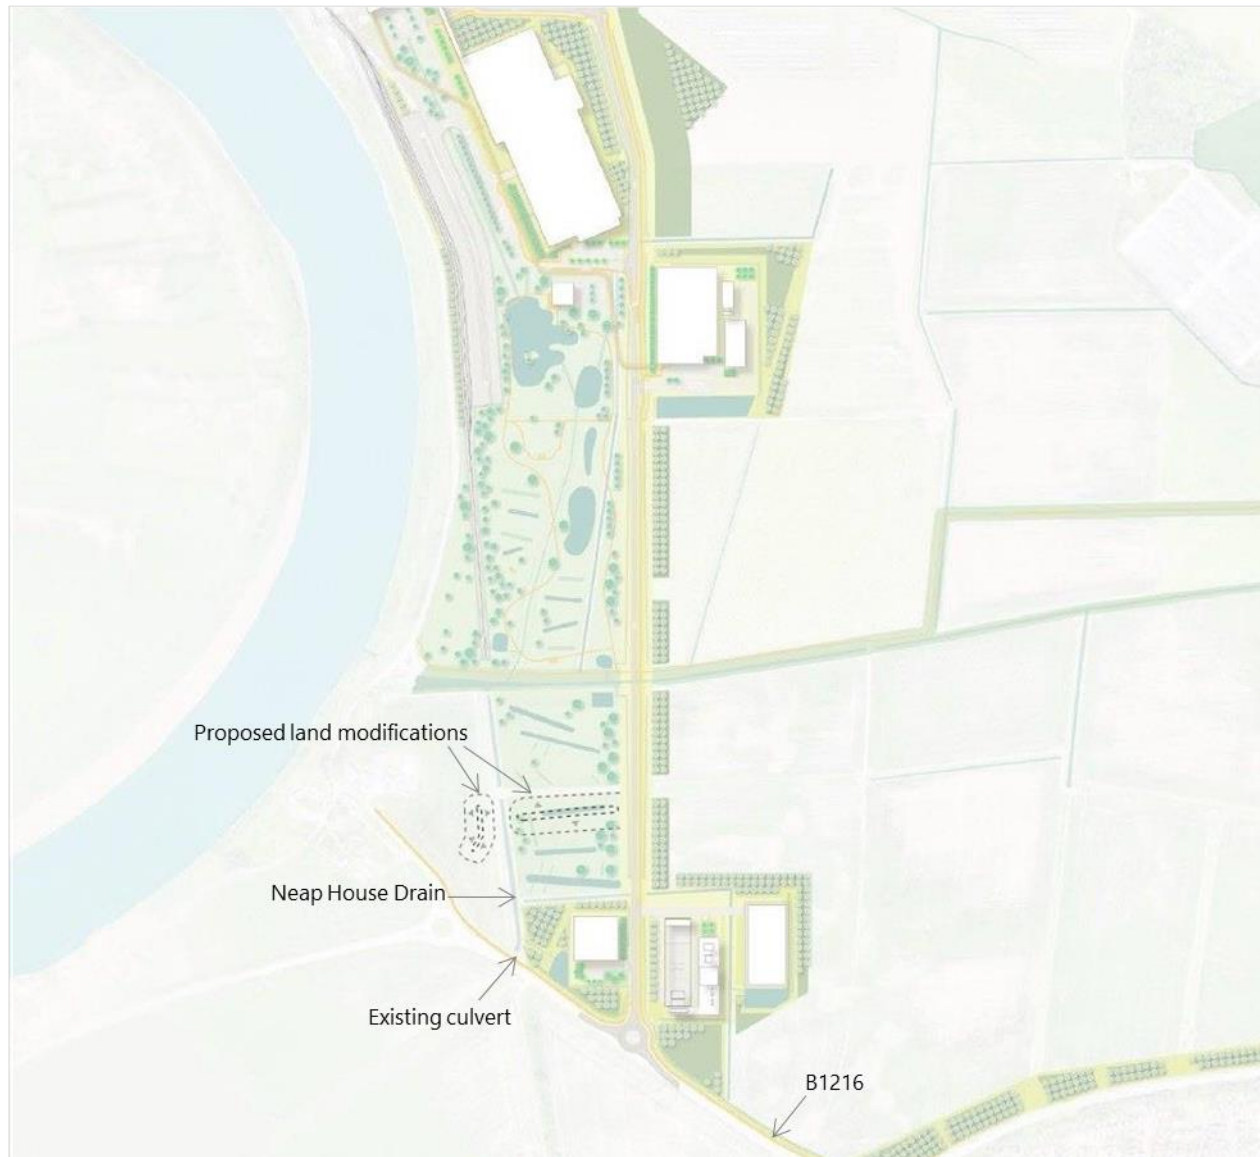 Proposed land modifications
Neap House Drain
Existing culvert
B1216